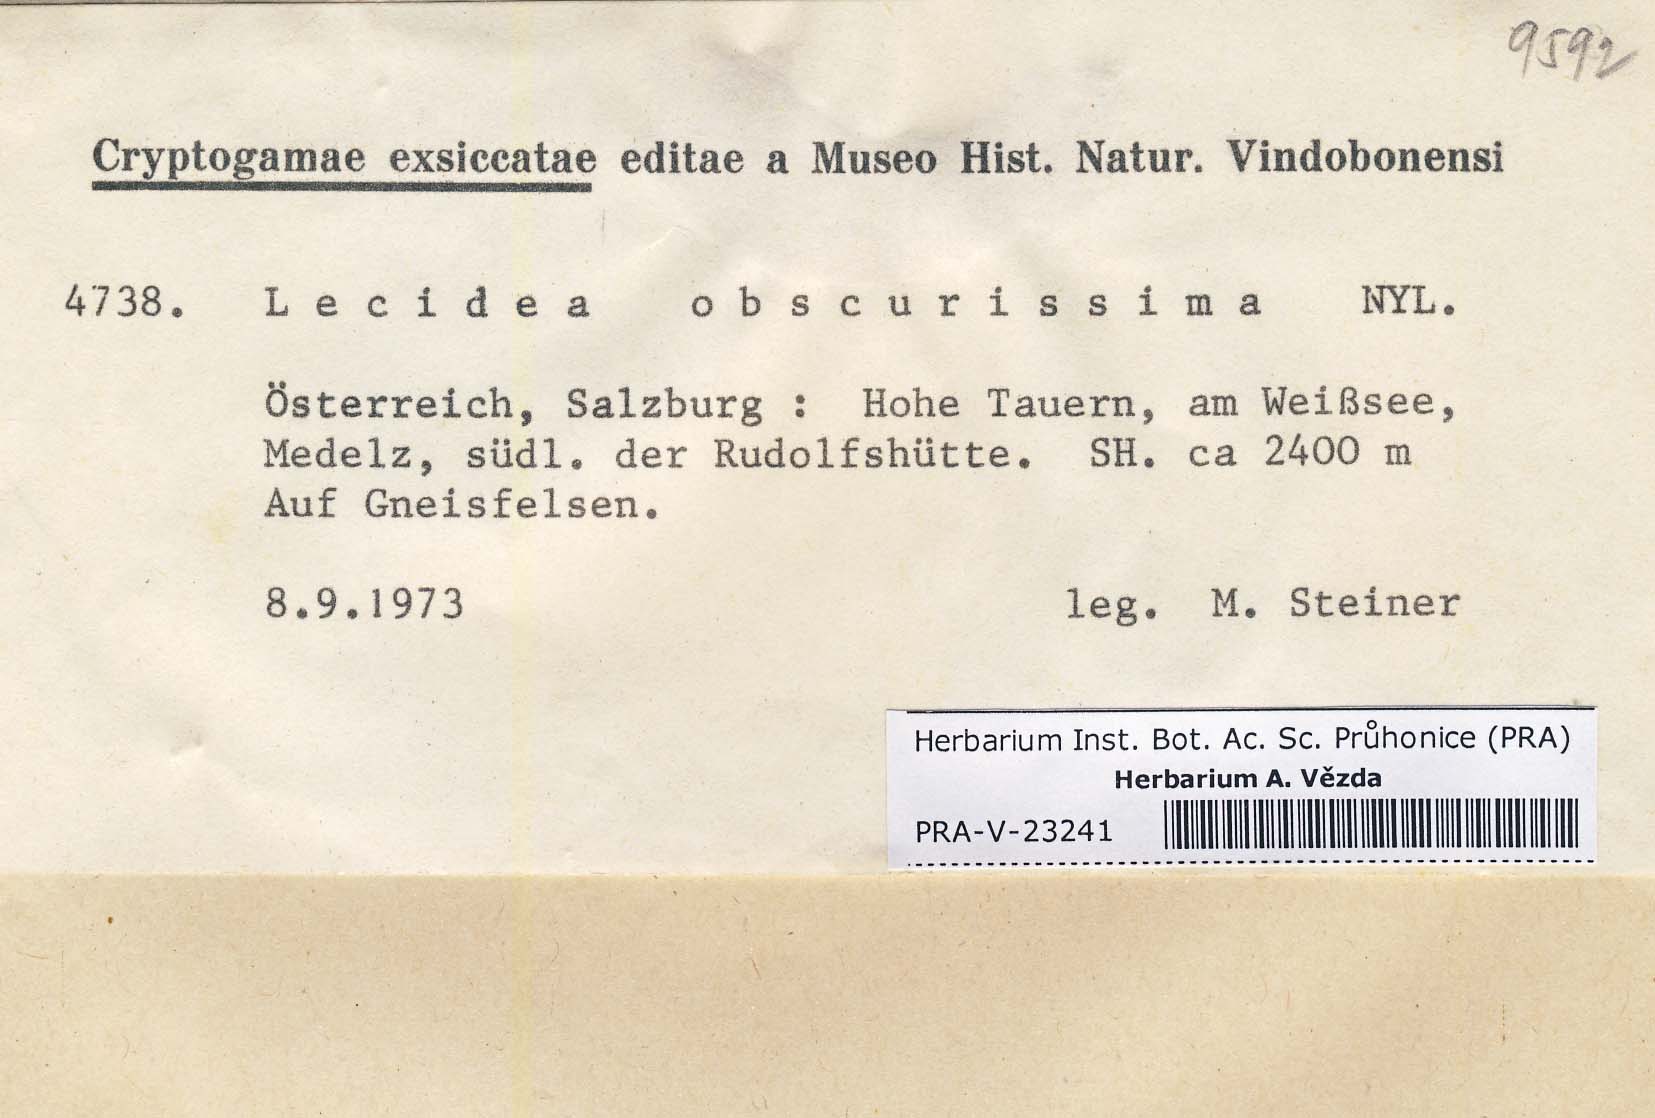 9592
Cryptogamae exsiccatae editae a Museo Hist. Natur. Vindobonensi
4738. Lecidea obscurissima NYL.
Österreich, Salzburg : Hohe Tauern, am Weißsee,
Medelz, südl. der Rudolfshütte. SH. ca 2400 m
Auf Gneisfelsen.
8.9.1973 leg. M. Steiner
Herbarium Inst. Bot. Ac. Sc. Průhonice (PRA)
Herbarium A. Vězda
PRA-V-23241